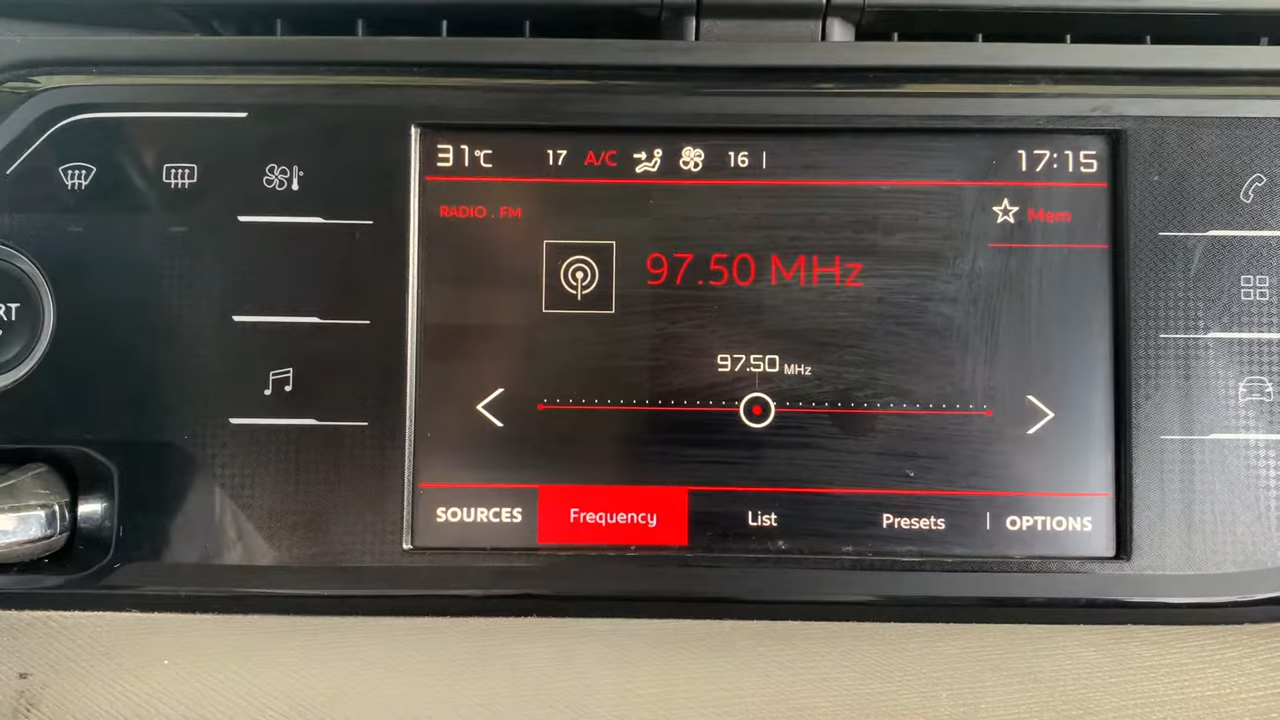 31°C 17 A/C 16 17:15
RADIO . FM Mem
97.50 MHz
97.50 MHz
SOURCES Frequency List Presets OPTIONS
RT